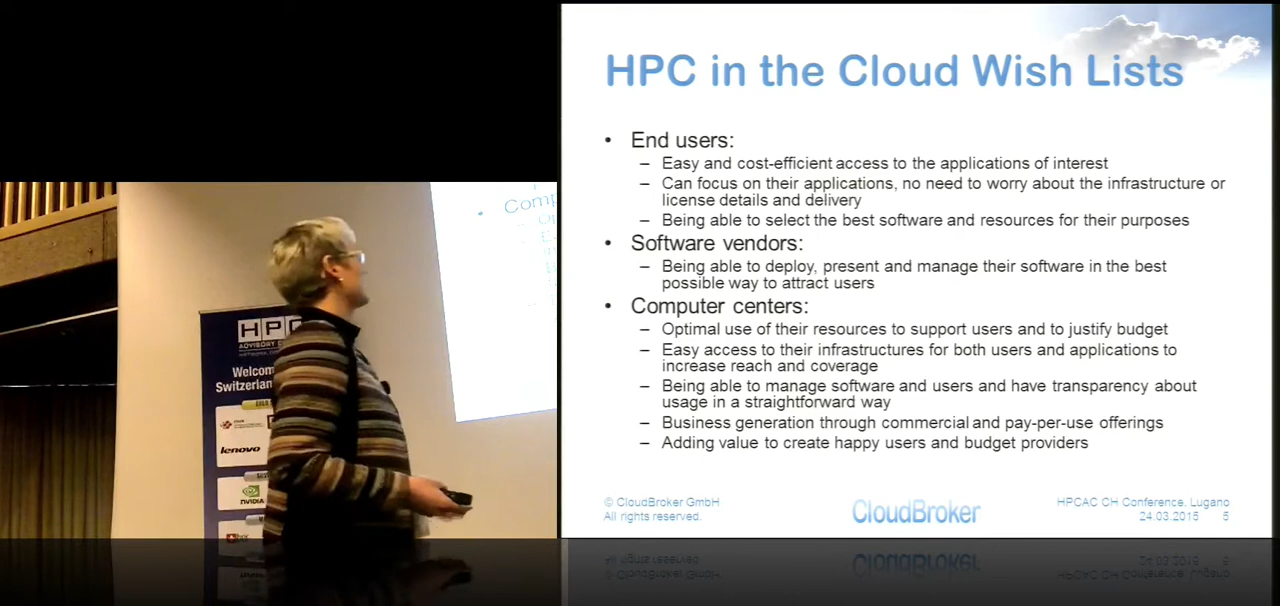 HPC in the Cloud Wish Lists
• End users:
– Easy and cost-efficient access to the applications of interest
– Can focus on their applications, no need to worry about the infrastructure or
license details and delivery
– Being able to select the best software and resources for their purposes
• Software vendors:
– Being able to deploy, present and manage their software in the best
possible way to attract users
• Computer centers:
– Optimal use of their resources to support users and to justify budget
– Easy access to their infrastructures for both users and applications to
increase reach and coverage
– Being able to manage software and users and have transparency about
usage in a straightforward way
– Business generation through commercial and pay-per-use offerings
– Adding value to create happy users and budget providers
© CloudBroker GmbH
All rights reserved.
CloudBroker
HPCAC CH Conference, Lugano
24.03.2015 5
• Comp
HPC
ADVISORY
Welcom
Switzerland
lenovo
NVIDIA